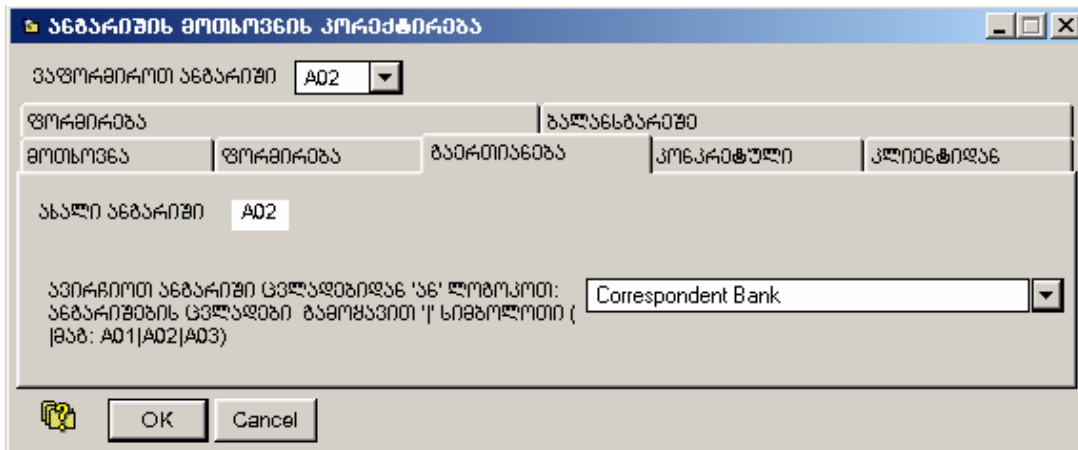 ანგარიშის მოთხოვნის კორექტირება
ვაფორმიროთ ანგარიში A02
ფორმირება ბალანსგარეშე
მოთხოვნა ფორმირება გაერთიანება კონკრეტული კლიენტიდან
ახალი ანგარიში A02
ავირჩიოთ ანგარიში ცვლადებიდან 'ან' ლოგიკით:
Correspondent Bank
ანგარიშების ცვლადები გამოყავით '|' სიმბოლოთი (
|მაგ: A01|A02|A03)
OK Cancel